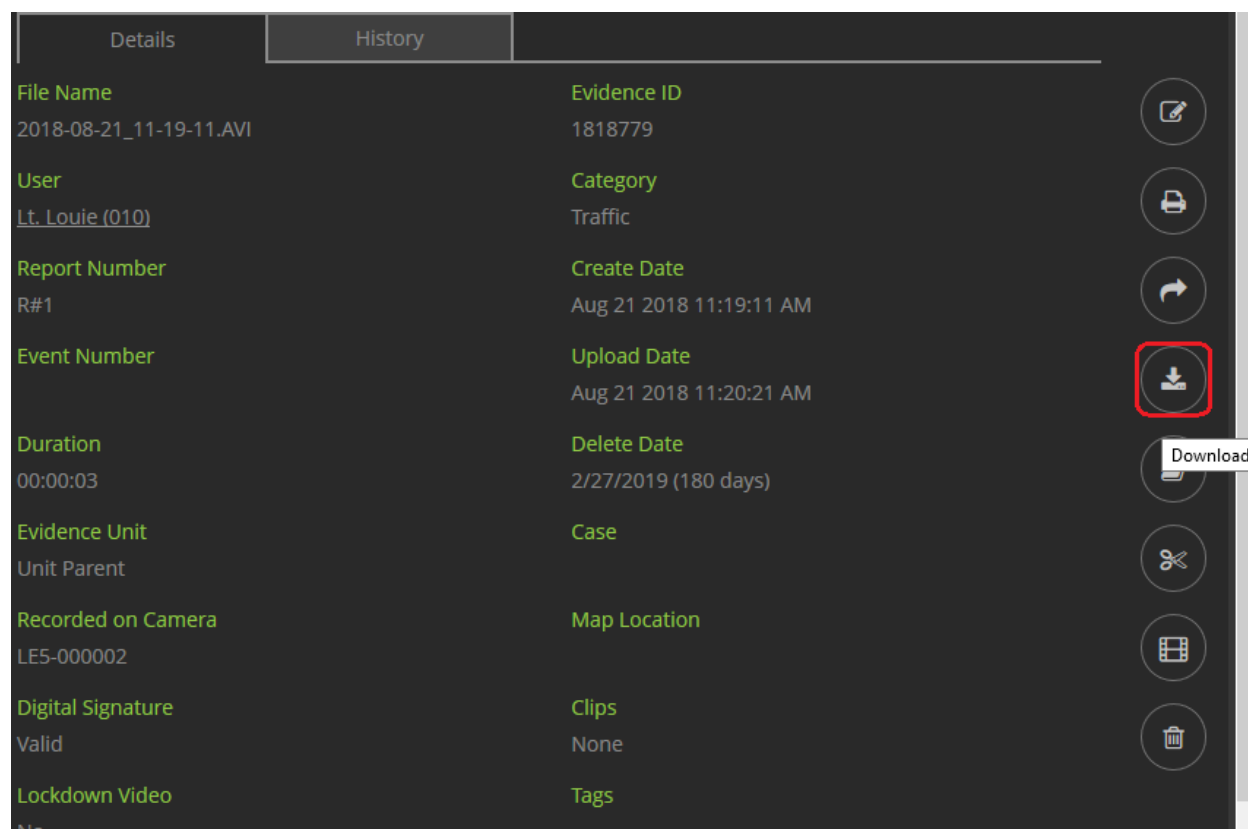 Details
History
File Name
Evidence ID
2018-08-21_11-19-11.AVI
1818779
User
Category
Lt. Louie (010)
Traffic
Report Number
Create Date
R#1
Aug 21 2018 11:19:11 AM
Event Number
Upload Date
Aug 21 2018 11:20:21 AM
Download
Duration
Delete Date
00:00:03
2/27/2019 (180 days)
Evidence Unit
Case
Unit Parent
Recorded on Camera
Map Location
LE5-000002
Digital Signature
Clips
Valid
None
Lockdown Video
Tags